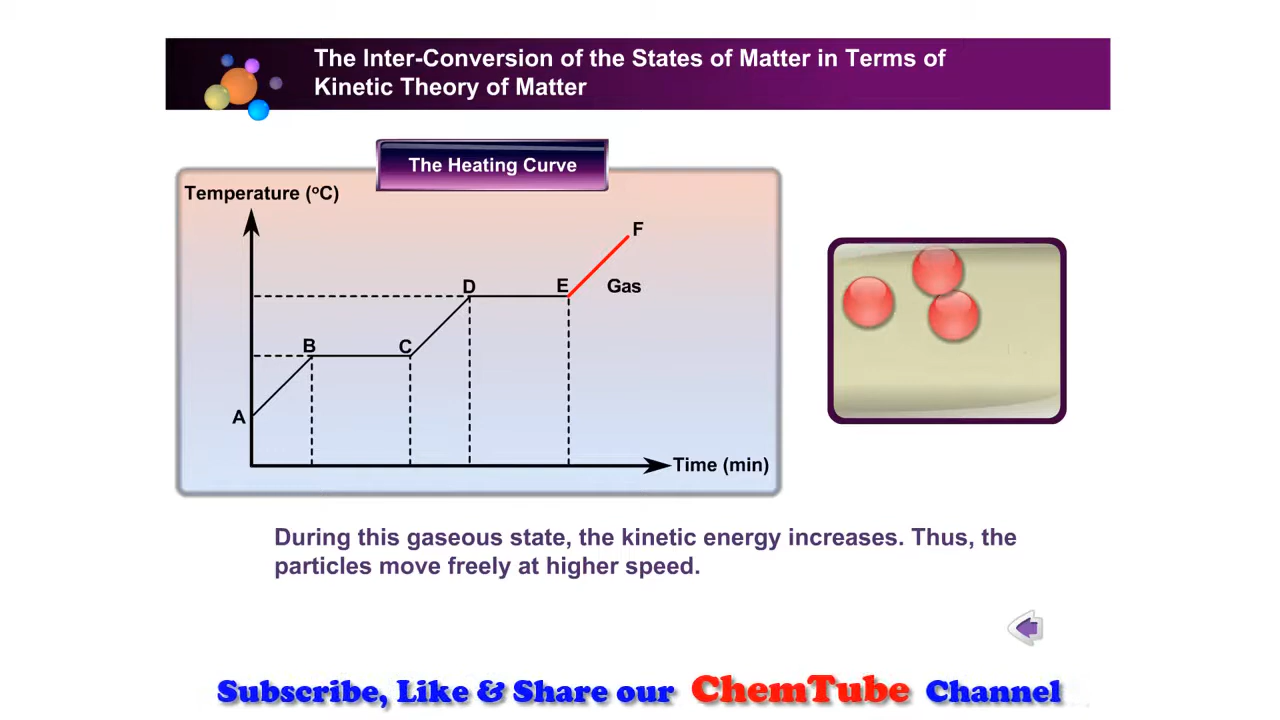 The Inter-Conversion of the States of Matter in Terms of
Kinetic Theory of Matter
The Heating Curve
Temperature (°C)
F
D
E
Gas
B
C
A
Time (min)
During this gaseous state, the kinetic energy increases. Thus, the
particles move freely at higher speed.
Subscribe, Like & Share our ChemTube Channel